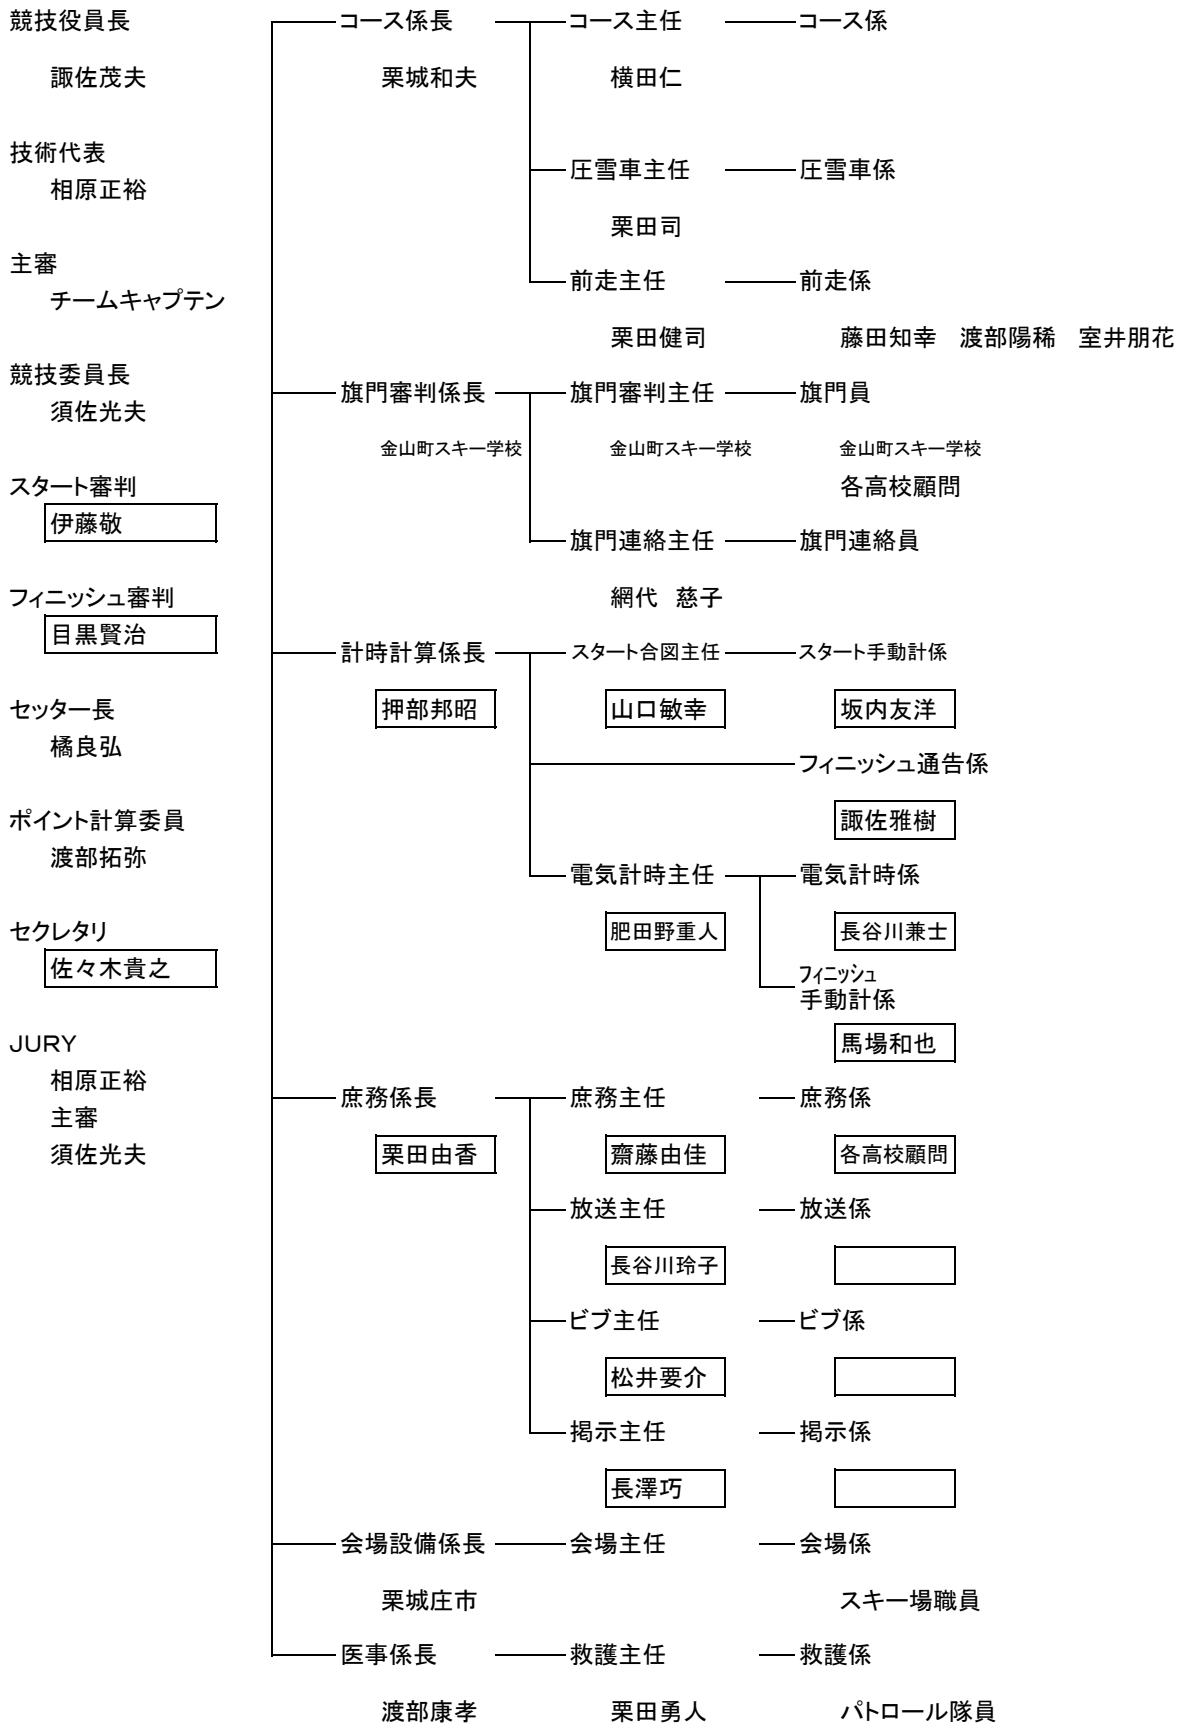 競技役員長
諏佐茂夫
技術代表
相原正裕
主審
チームキャプテン
競技委員長
須佐光夫
スタート審判
伊藤敬
フィニッシュ審判
目黒賢治
セッター長
橘良弘
ポイント計算委員
渡部拓弥
セクレタリ
佐々木貴之
JURY
相原正裕
主審
須佐光夫
コース係長 コース主任 コース係
栗城和夫 横田仁
圧雪車主任 圧雪車係
栗田司
前走主任 前走係
栗田健司 藤田知幸 渡部陽稀 室井朋花
旗門審判係長 旗門審判主任 旗門員
金山町スキー学校 金山町スキー学校 金山町スキー学校
各高校顧問
旗門連絡主任 旗門連絡員
網代 慈子
計時計算係長 スタート合図主任 スタート手動計係
押部邦昭 山口敏幸 坂内友洋
フィニッシュ通告係
諏佐雅樹
電気計時主任 電気計時係
肥田野重人 長谷川兼士
フィニッシュ
手動計係
馬場和也
庶務係長 庶務主任 庶務係
栗田由香 齋藤由佳 各高校顧問
放送主任 放送係
長谷川玲子
ビブ主任 ビブ係
松井要介
掲示主任 掲示係
長澤巧
会場設備係長 会場主任 会場係
栗城庄市 スキー場職員
医事係長 救護主任 救護係
渡部康孝 栗田勇人 パトロール隊員